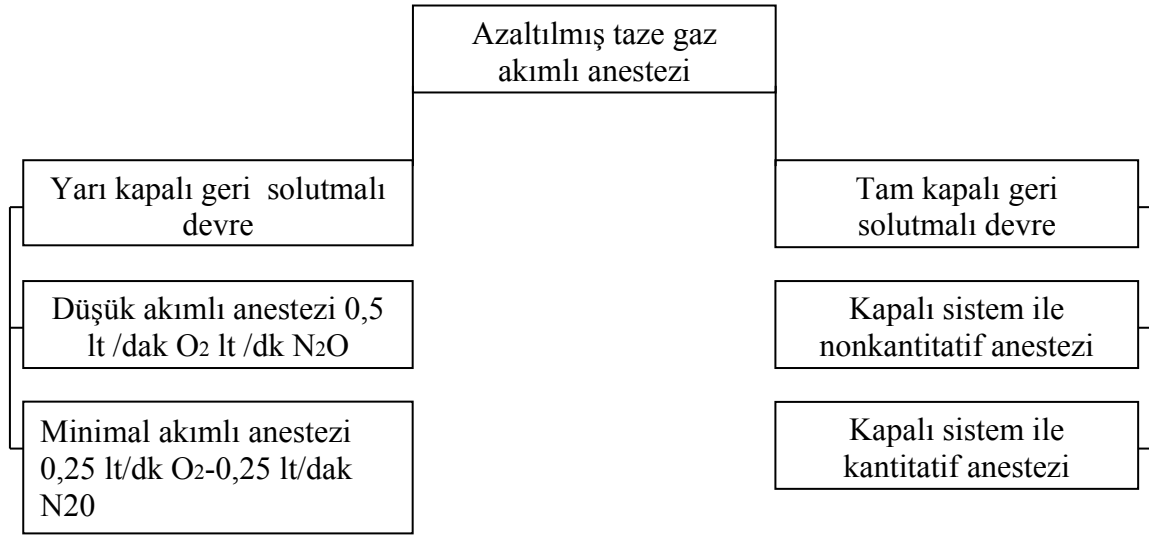 Azaltılmış taze gaz
akımlı anestezi
Yarı kapalı geri solutmalı
devre
Düşük akımlı anestezi 0,5
lt /dak O2 lt /dk N2O
Minimal akımlı anestezi
0,25 lt/dk O2-0,25 lt/dak
N20
Tam kapalı geri
solutmalı devre
Kapalı sistem ile
nonkantitatif anestezi
Kapalı sistem ile
kantitatif anestezi